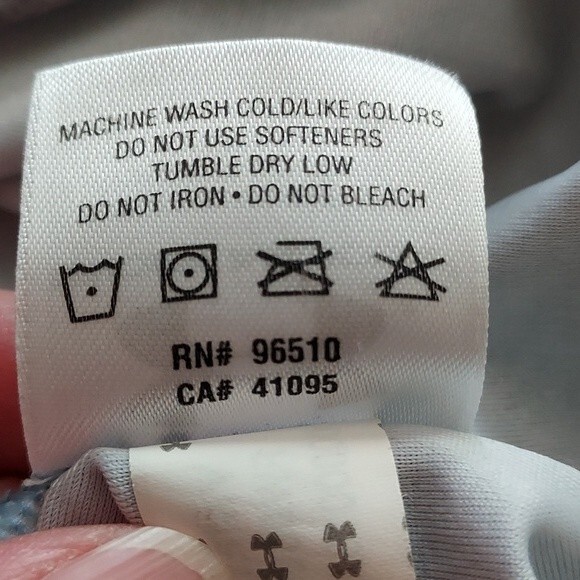 MACHINE WASH COLD/LIKE COLORS
DO NOT USE SOFTENERS
TUMBLE DRY LOW
DO NOT IRON • DO NOT BLEACH
RN# 96510
CA# 41095